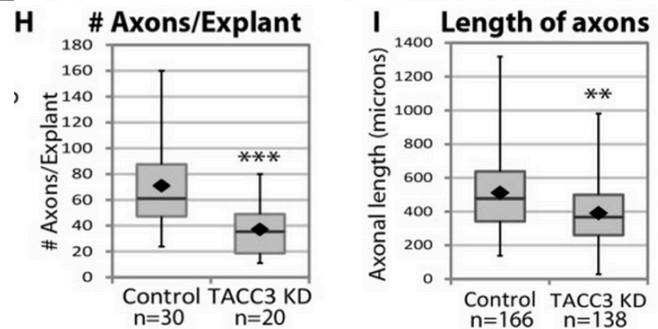 H # Axons/Explant
# Axons/Explant
180
160
140
120
100
80
60
40
20
0
***
Control TACC3 KD
n=30 n=20
I Length of axons
Axonal length (microns)
1400
1200
1000
800
600
400
200
0
**
Control TACC3 KD
n=166 n=138